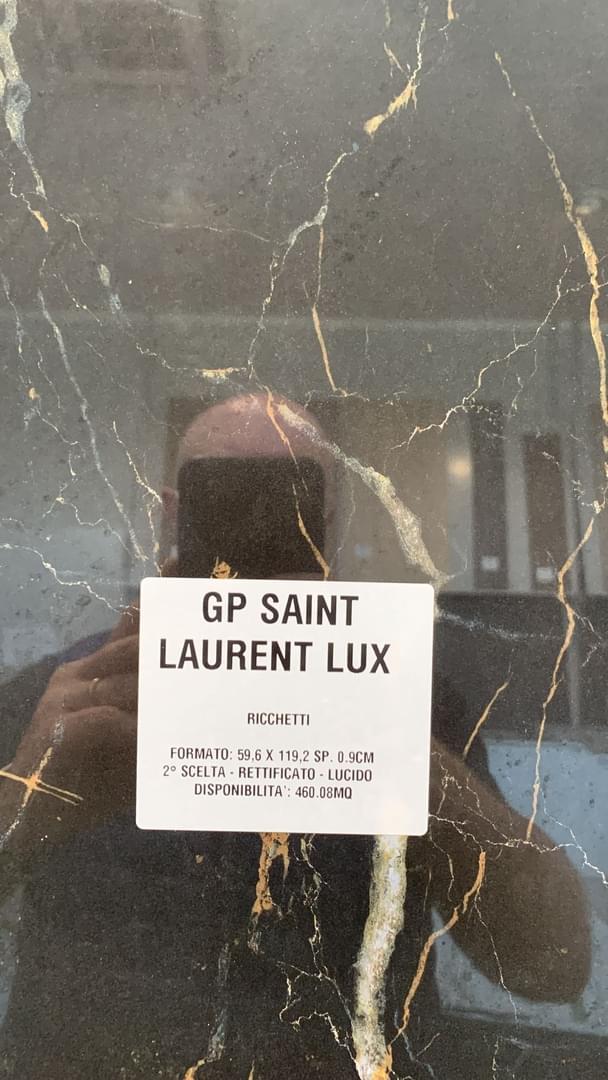 GP SAINT
LAURENT LUX
RICCHETTI
FORMATO: 59,6 X 119,2 SP. 0.9CM
2° SCELTA - RETTIFICATO - LUCIDO
DISPONIBILITA': 460.08MQ